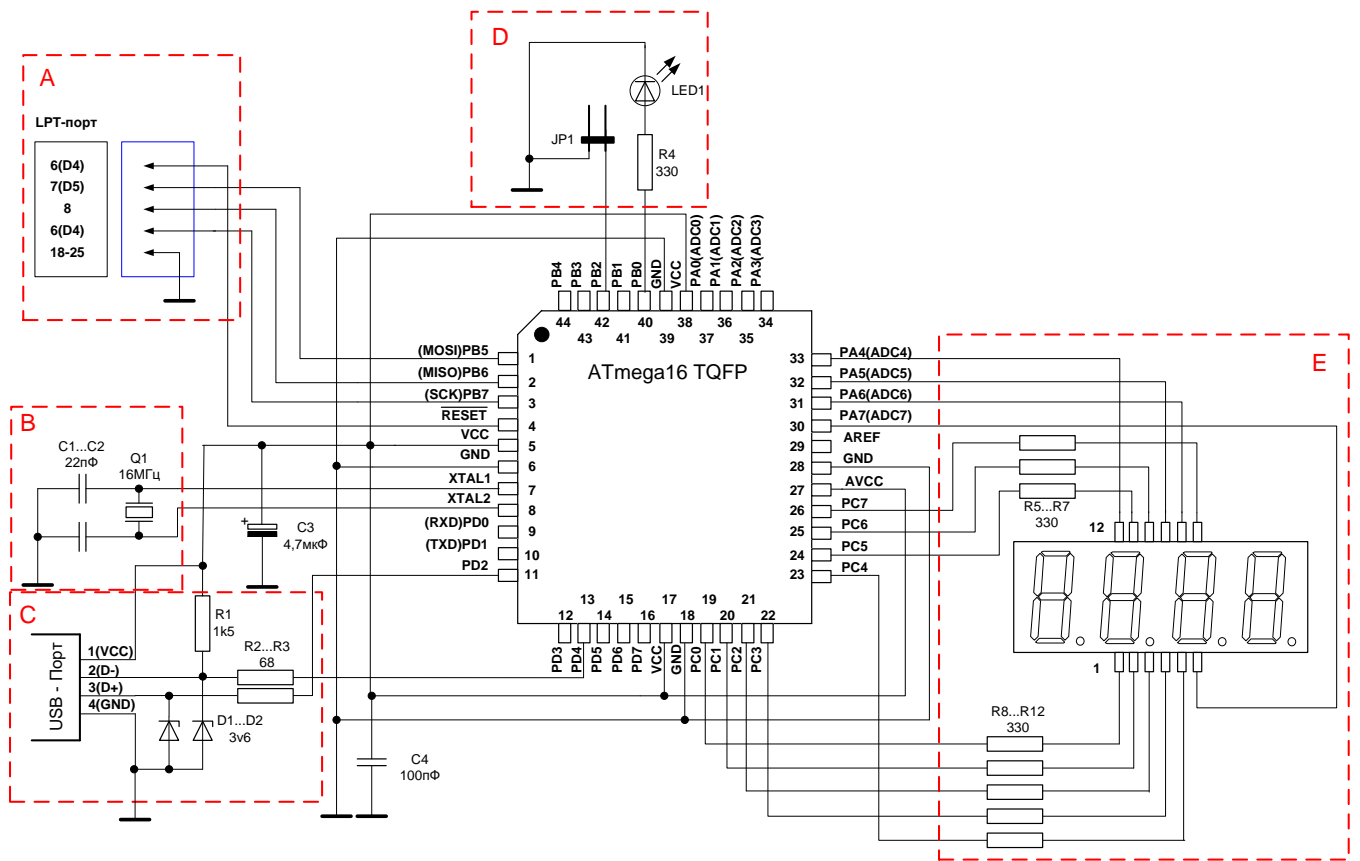 D
LED1
JP1
R4
330
A
LPT-порт
6(D4)
7(D5)
8
6(D4)
18-25
PB4
PB3
PB2
PB1
PB0
GND
VCC
PA0(ADC0)
PA1(ADC1)
PA2(ADC2)
PA3(ADC3)
44
43
42
41
40
39
38
37
36
35
34
ATmega16 TQFP
(MOSI)PB5
1
(MISO)PB6
2
(SCK)PB7
3
RESET
4
VCC
5
GND
6
XTAL1
7
XTAL2
8
(RXD)PD0
9
(TXD)PD1
10
PD2
11
33
PA4(ADC4)
32
PA5(ADC5)
31
PA6(ADC6)
30
PA7(ADC7)
29
AREF
28
GND
27
AVCC
26
PC7
25
PC6
24
PC5
23
PC4
12
13
14
15
16
17
18
19
20
21
22
PD3
PD4
PD5
PD6
PD7
VCC
GND
PC0
PC1
PC2
PC3
B
C1...C2
22пФ
Q1
16МГц
+
C3
4,7мкФ
C
R1
1k5
USB - Порт
1(VCC)
2(D-)
3(D+)
4(GND)
R2...R3
68
D1...D2
3v6
C4
100пФ
E
R5...R7
330
12
1
R8...R12
330